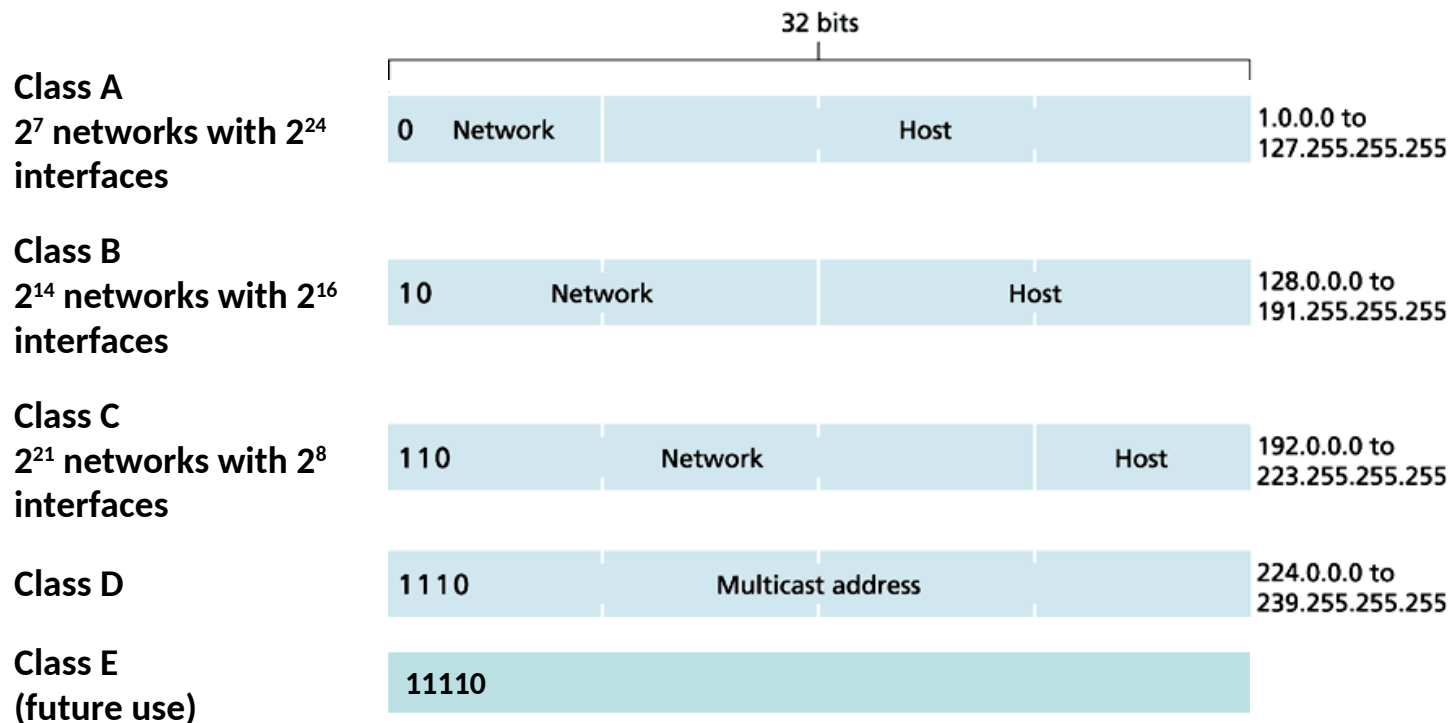 32 bits
Class A
2⁷ networks with 2²⁴
interfaces
0 Network Host
1.0.0.0 to
127.255.255.255
Class B
2¹⁴ networks with 2¹⁶
interfaces
10 Network Host
128.0.0.0 to
191.255.255.255
Class C
2²¹ networks with 2⁸
interfaces
110 Network Host
192.0.0.0 to
223.255.255.255
Class D
1110 Multicast address
224.0.0.0 to
239.255.255.255
Class E
(future use)
11110